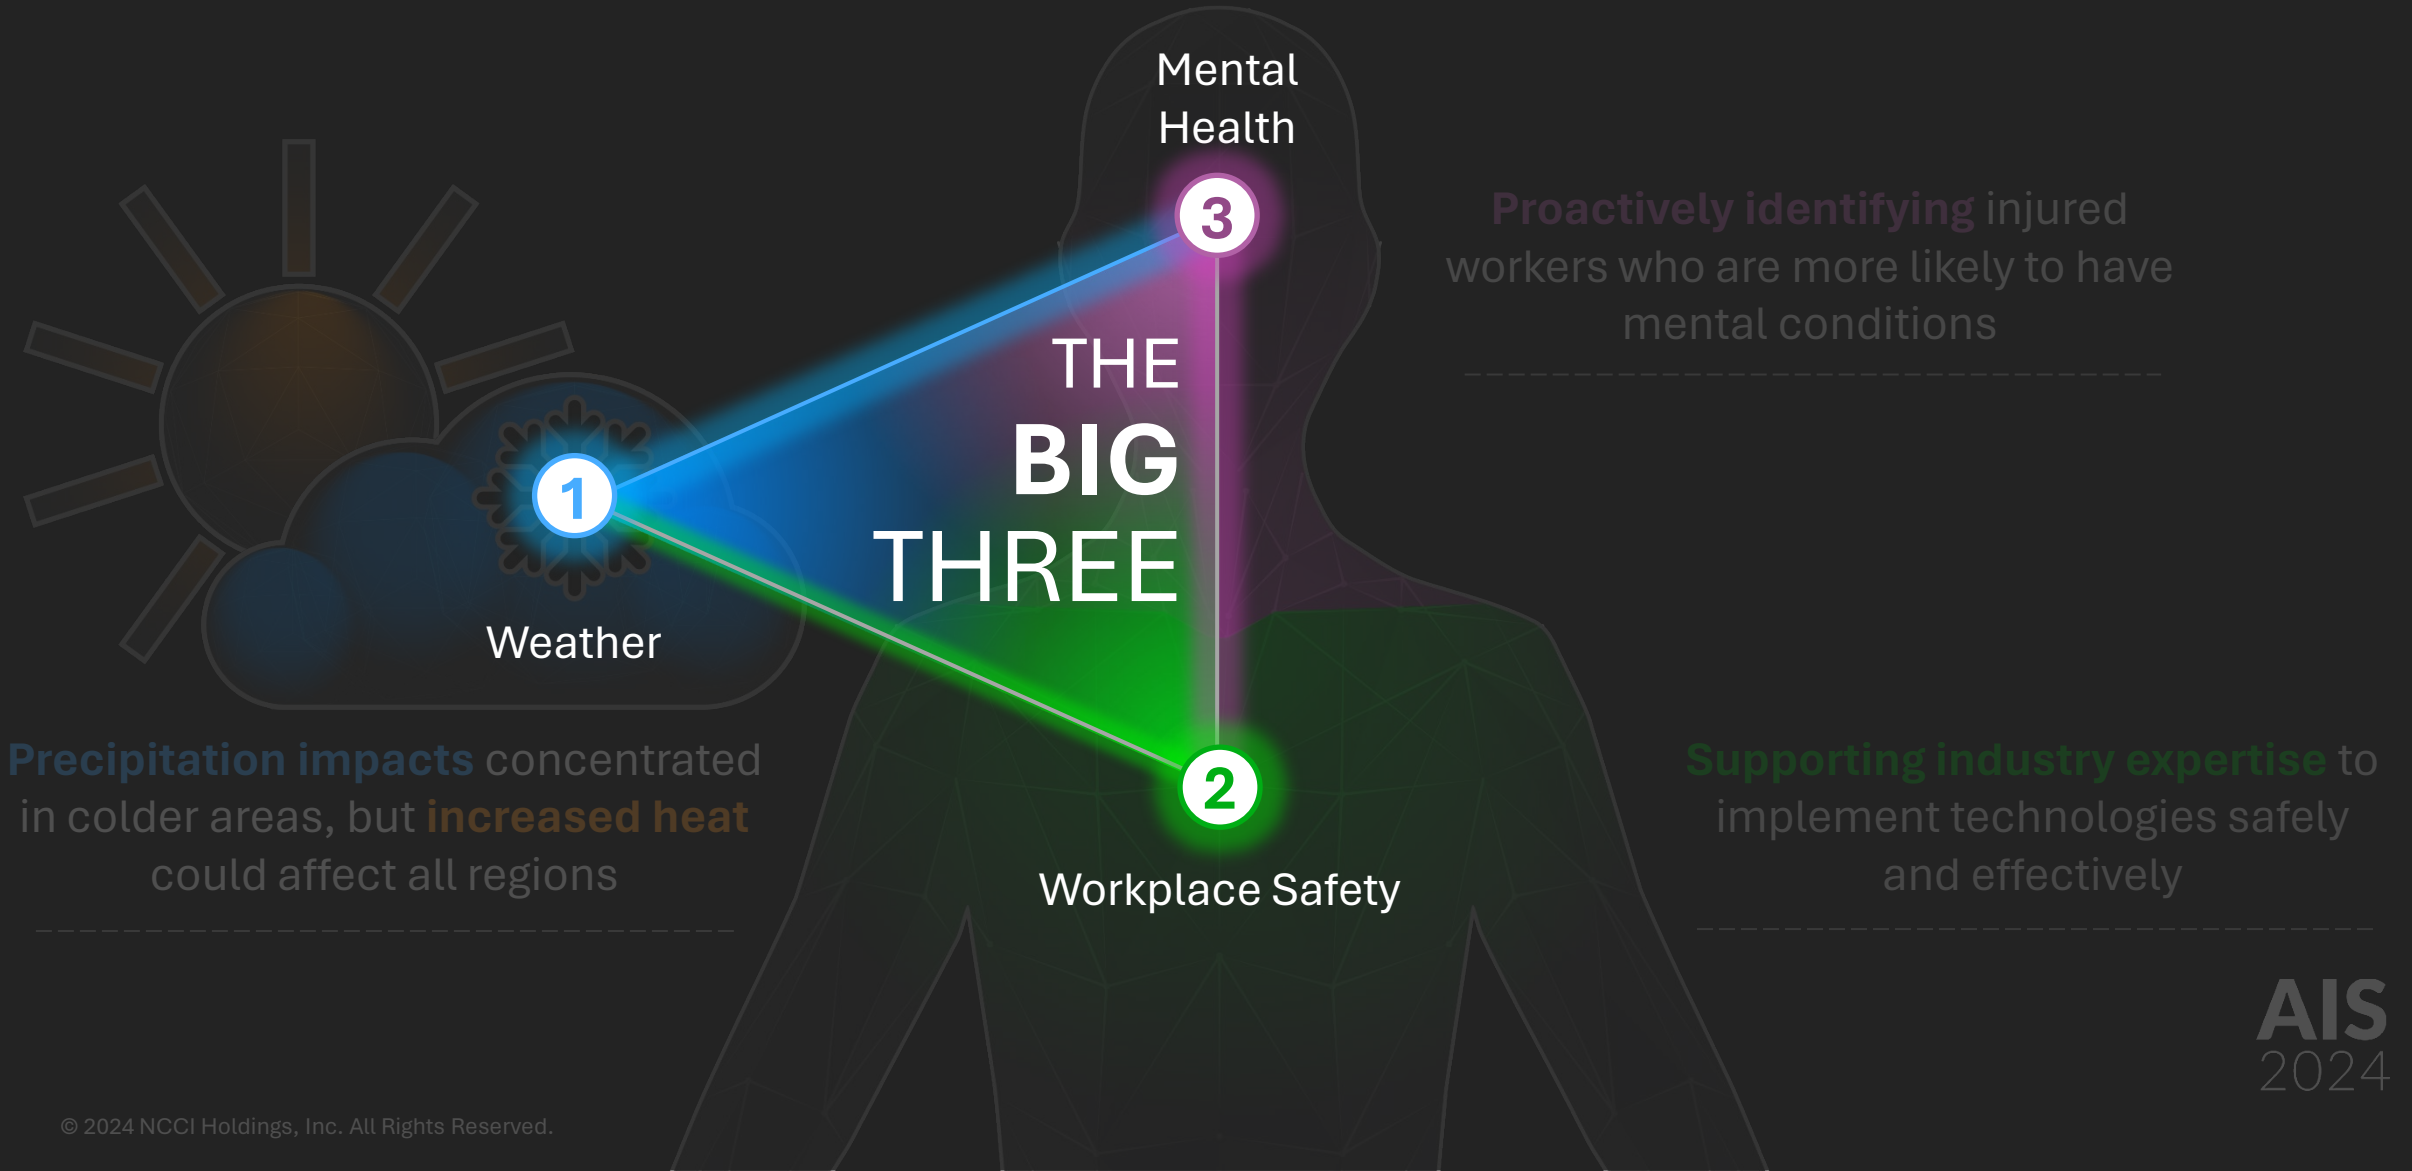 Mental
Health
3
Proactively identifying injured
workers who are more likely to have
mental conditions
THE
BIG
THREE
1
Weather
2
Workplace Safety
Precipitation impacts concentrated
in colder areas, but increased heat
could affect all regions
Supporting industry expertise to
implement technologies safely
and effectively
AIS
2024
© 2024 NCCI Holdings, Inc. All Rights Reserved.